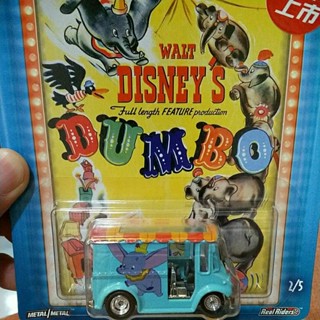 上市
WALT
DISNEY'S
Full length FEATURE production
DUMBO
2/5
METAL/METAL
Real Riders